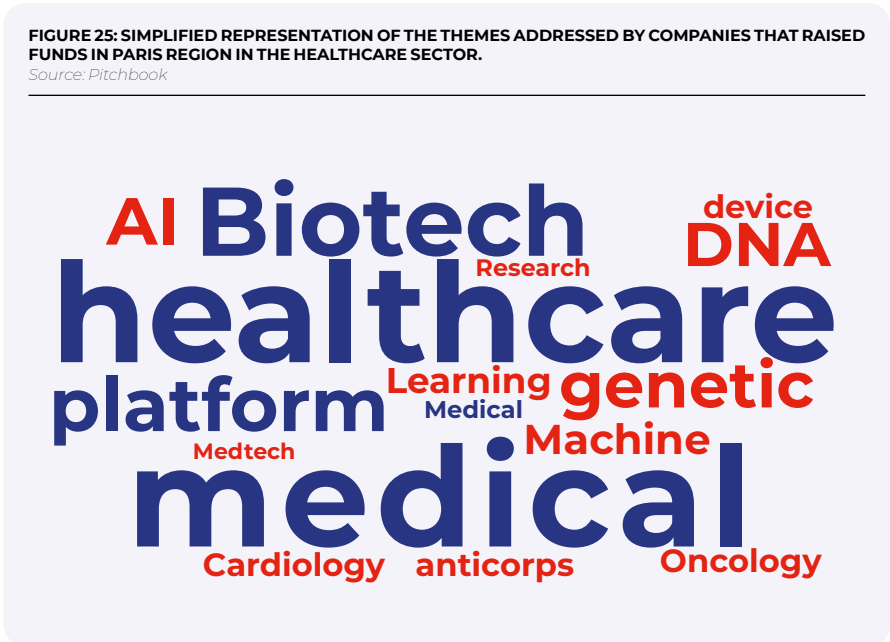 FIGURE 25: SIMPLIFIED REPRESENTATION OF THE THEMES ADDRESSED BY COMPANIES THAT RAISED
FUNDS IN PARIS REGION IN THE HEALTHCARE SECTOR.
Source: Pitchbook
AI Biotech
device
DNA
Research
healthcare
platform
Learning
genetic
Medical
Machine
Medtech
medical
Cardiology anticorps Oncology